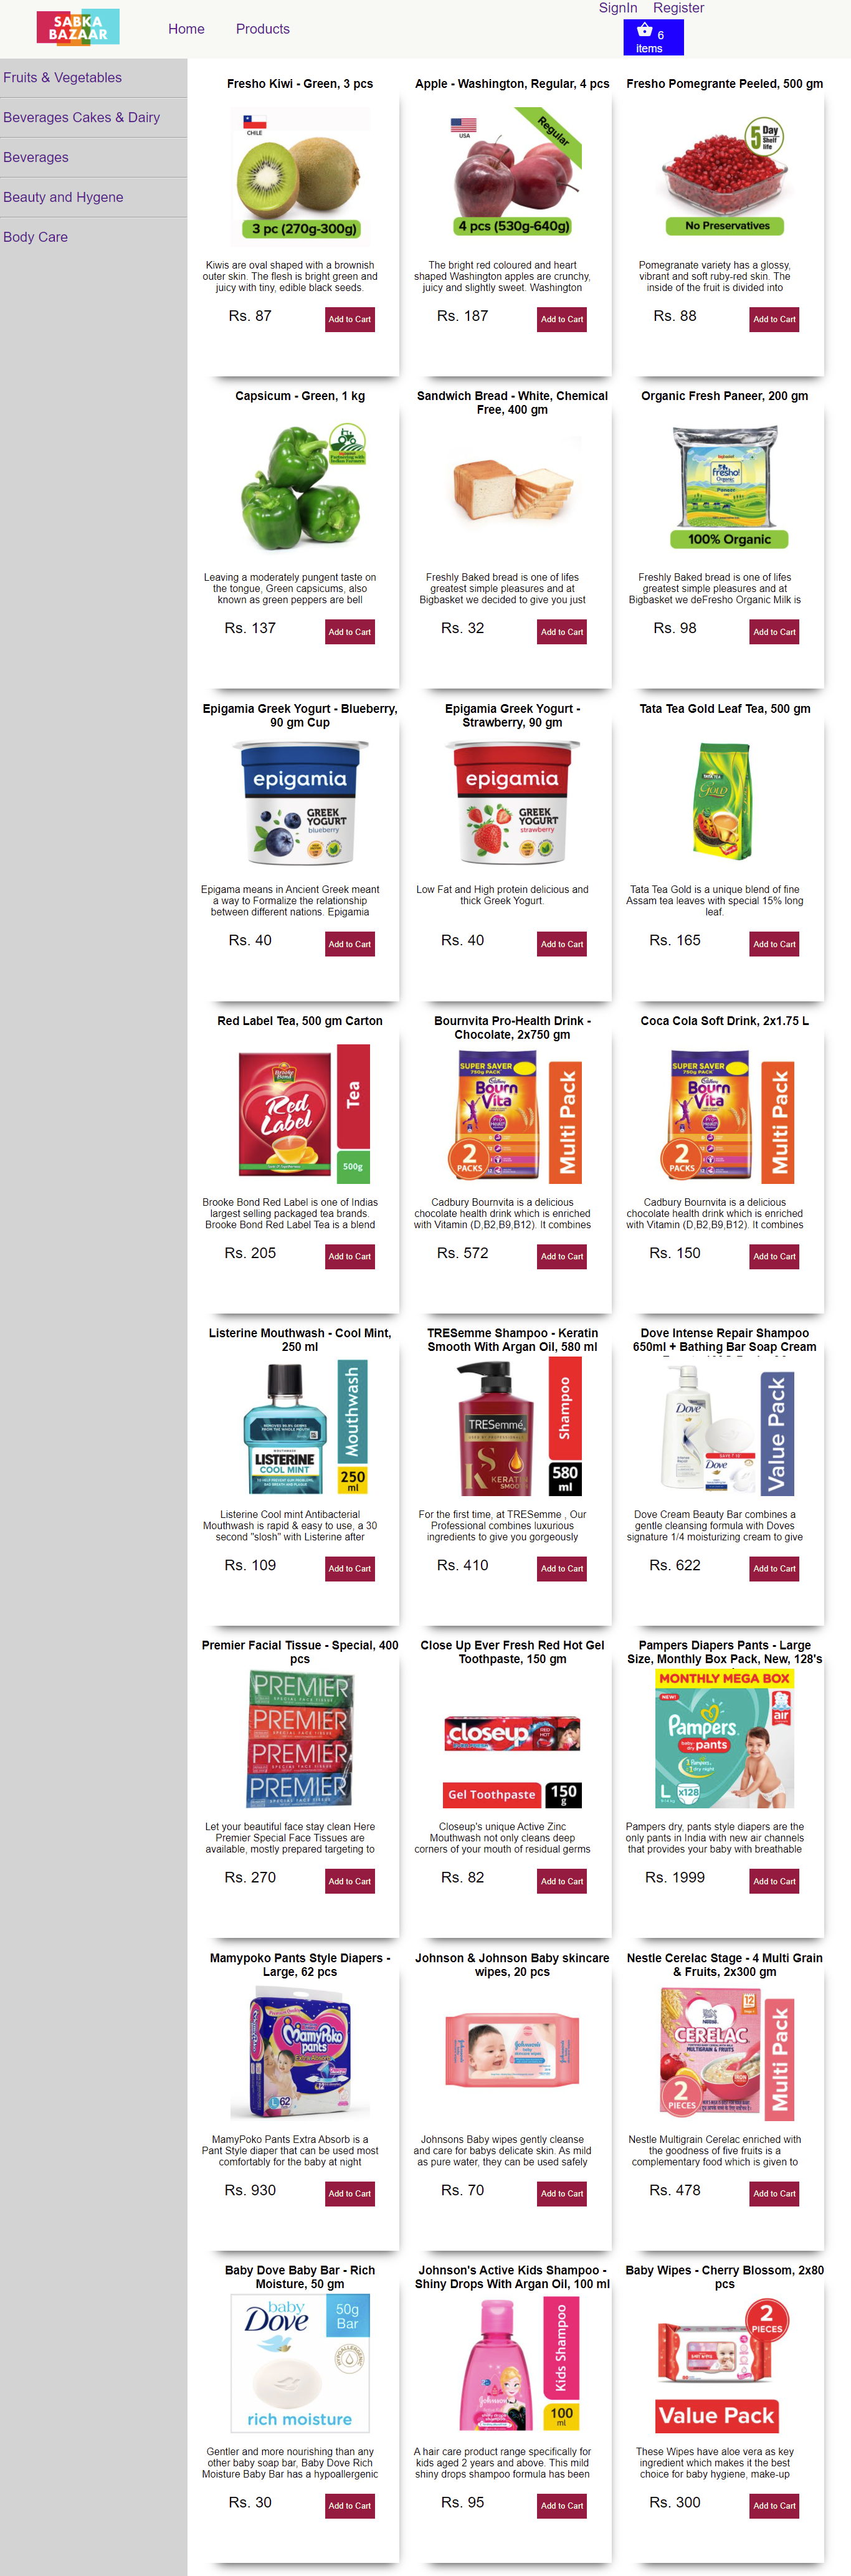 SABKA
BAZAAR
Home
Products
SignIn
Register
6
items
Fruits & Vegetables
Beverages Cakes & Dairy
Beverages
Beauty and Hygene
Body Care
Fresho Kiwi - Green, 3 pcs
CHILE
3 pc (270g-300g)
Kiwis are oval shaped with a brownish
outer skin. The flesh is bright green and
juicy with tiny, edible black seeds.
Rs. 87
Add to Cart
Apple - Washington, Regular, 4 pcs
USA
Regular
4 pcs (530g-640g)
The bright red coloured and heart
shaped Washington apples are crunchy,
juicy and slightly sweet. Washington
Rs. 187
Add to Cart
Fresho Pomegrante Peeled, 500 gm
5 Day
Shelf
life
No Preservatives
Pomegranate variety has a glossy,
vibrant and soft ruby-red skin. The
inside of the fruit is divided into
Rs. 88
Add to Cart
Capsicum - Green, 1 kg
Leaving a moderately pungent taste on
the tongue, Green capsicums, also
known as green peppers are bell
Rs. 137
Add to Cart
Sandwich Bread - White, Chemical
Free, 400 gm
Freshly Baked bread is one of lifes
greatest simple pleasures and at
Bigbasket we decided to give you just
Rs. 32
Add to Cart
Organic Fresh Paneer, 200 gm
fresho!
Organic
Paneer
100% Organic
Freshly Baked bread is one of lifes
greatest simple pleasures and at
Bigbasket we deFresho Organic Milk is
Rs. 98
Add to Cart
Epigamia Greek Yogurt - Blueberry,
90 gm Cup
epigamia
GREEK
YOGURT
blueberry
Epigama means in Ancient Greek meant
a way to Formalize the relationship
between different nations. Epigamia
Rs. 40
Add to Cart
Epigamia Greek Yogurt -
Strawberry, 90 gm
epigamia
GREEK
YOGURT
strawberry
Low Fat and High protein delicious and
thick Greek Yogurt.
Rs. 40
Add to Cart
Tata Tea Gold Leaf Tea, 500 gm
TATA TEA
GOLD
Tata Tea Gold is a unique blend of fine
Assam tea leaves with special 15% long
leaf.
Rs. 165
Add to Cart
Red Label Tea, 500 gm Carton
Brooke
Bond
Red
Label
Tea
500g
Brooke Bond Red Label is one of Indias
largest selling packaged tea brands.
Brooke Bond Red Label Tea is a blend
Rs. 205
Add to Cart
Bournvita Pro-Health Drink -
Chocolate, 2x750 gm
SUPER SAVER
750g PACK
Cadbury
Bourn
Vita
2
PACKS
Multi Pack
Cadbury Bournvita is a delicious
chocolate health drink which is enriched
with Vitamin (D,B2,B9,B12). It combines
Rs. 572
Add to Cart
Coca Cola Soft Drink, 2x1.75 L
SUPER SAVER
750g PACK
Cadbury
Bourn
Vita
2
PACKS
Multi Pack
Cadbury Bournvita is a delicious
chocolate health drink which is enriched
with Vitamin (D,B2,B9,B12). It combines
Rs. 150
Add to Cart
Listerine Mouthwash - Cool Mint,
250 ml
LISTERINE
COOL MINT
Mouthwash
250
ml
Listerine Cool mint Antibacterial
Mouthwash is rapid & easy to use, a 30
second "slosh" with Listerine after
Rs. 109
Add to Cart
TRESemme Shampoo - Keratin
Smooth With Argan Oil, 580 ml
TRESemmé
KS
KERATIN
SMOOTH
Shampoo
580
ml
For the first time, at TRESemme , Our
Professional combines luxurious
ingredients to give you gorgeously
Rs. 410
Add to Cart
Dove Intense Repair Shampoo
650ml + Bathing Bar Soap Cream
Dove
Dove
Value Pack
Dove Cream Beauty Bar combines a
gentle cleansing formula with Doves
signature 1/4 moisturizing cream to give
Rs. 622
Add to Cart
Premier Facial Tissue - Special, 400
pcs
PREMIER
PREMIER
PREMIER
PREMIER
Let your beautiful face stay clean Here
Premier Special Face Tissues are
available, mostly prepared targeting to
Rs. 270
Add to Cart
Close Up Ever Fresh Red Hot Gel
Toothpaste, 150 gm
closeup
RED
HOT
Gel Toothpaste
150
g
Closeup's unique Active Zinc
Mouthwash not only cleans deep
corners of your mouth of residual germs
Rs. 82
Add to Cart
Pampers Diapers Pants - Large
Size, Monthly Box Pack, New, 128's
MONTHLY MEGA BOX
NEW!
air
Pampers
baby-
dry
pants
L
x128
Pampers dry, pants style diapers are the
only pants in India with new air channels
that provides your baby with breathable
Rs. 1999
Add to Cart
Mamypoko Pants Style Diapers -
Large, 62 pcs
MamyPoko
pants
Extra Absorb
L
62
MamyPoko Pants Extra Absorb is a
Pant Style diaper that can be used most
comfortably for the baby at night
Rs. 930
Add to Cart
Johnson & Johnson Baby skincare
wipes, 20 pcs
Johnson's
Johnsons Baby wipes gently cleanse
and care for babys delicate skin. As mild
as pure water, they can be used safely
Rs. 70
Add to Cart
Nestle Cerelac Stage - 4 Multi Grain
& Fruits, 2x300 gm
12
CERELAC
MULTIGRAIN & FRUITS
2
PIECES
Multi Pack
Nestle Multigrain Cerelac enriched with
the goodness of five fruits is a
complementary food which is given to
Rs. 478
Add to Cart
Baby Dove Baby Bar - Rich
Moisture, 50 gm
baby
Dove
50g
Bar
HYPOALLERGENIC
rich moisture
Gentler and more nourishing than any
other baby soap bar, Baby Dove Rich
Moisture Baby Bar has a hypoallergenic
Rs. 30
Add to Cart
Johnson's Active Kids Shampoo -
Shiny Drops With Argan Oil, 100 ml
Johnson's
Kids Shampoo
100
ml
A hair care product range specifically for
kids aged 2 years and above. This mild
shiny drops shampoo formula has been
Rs. 95
Add to Cart
Baby Wipes - Cherry Blossom, 2x80
pcs
2
PIECES
Value Pack
These Wipes have aloe vera as key
ingredient which makes it the best
choice for baby hygiene, make-up
Rs. 300
Add to Cart